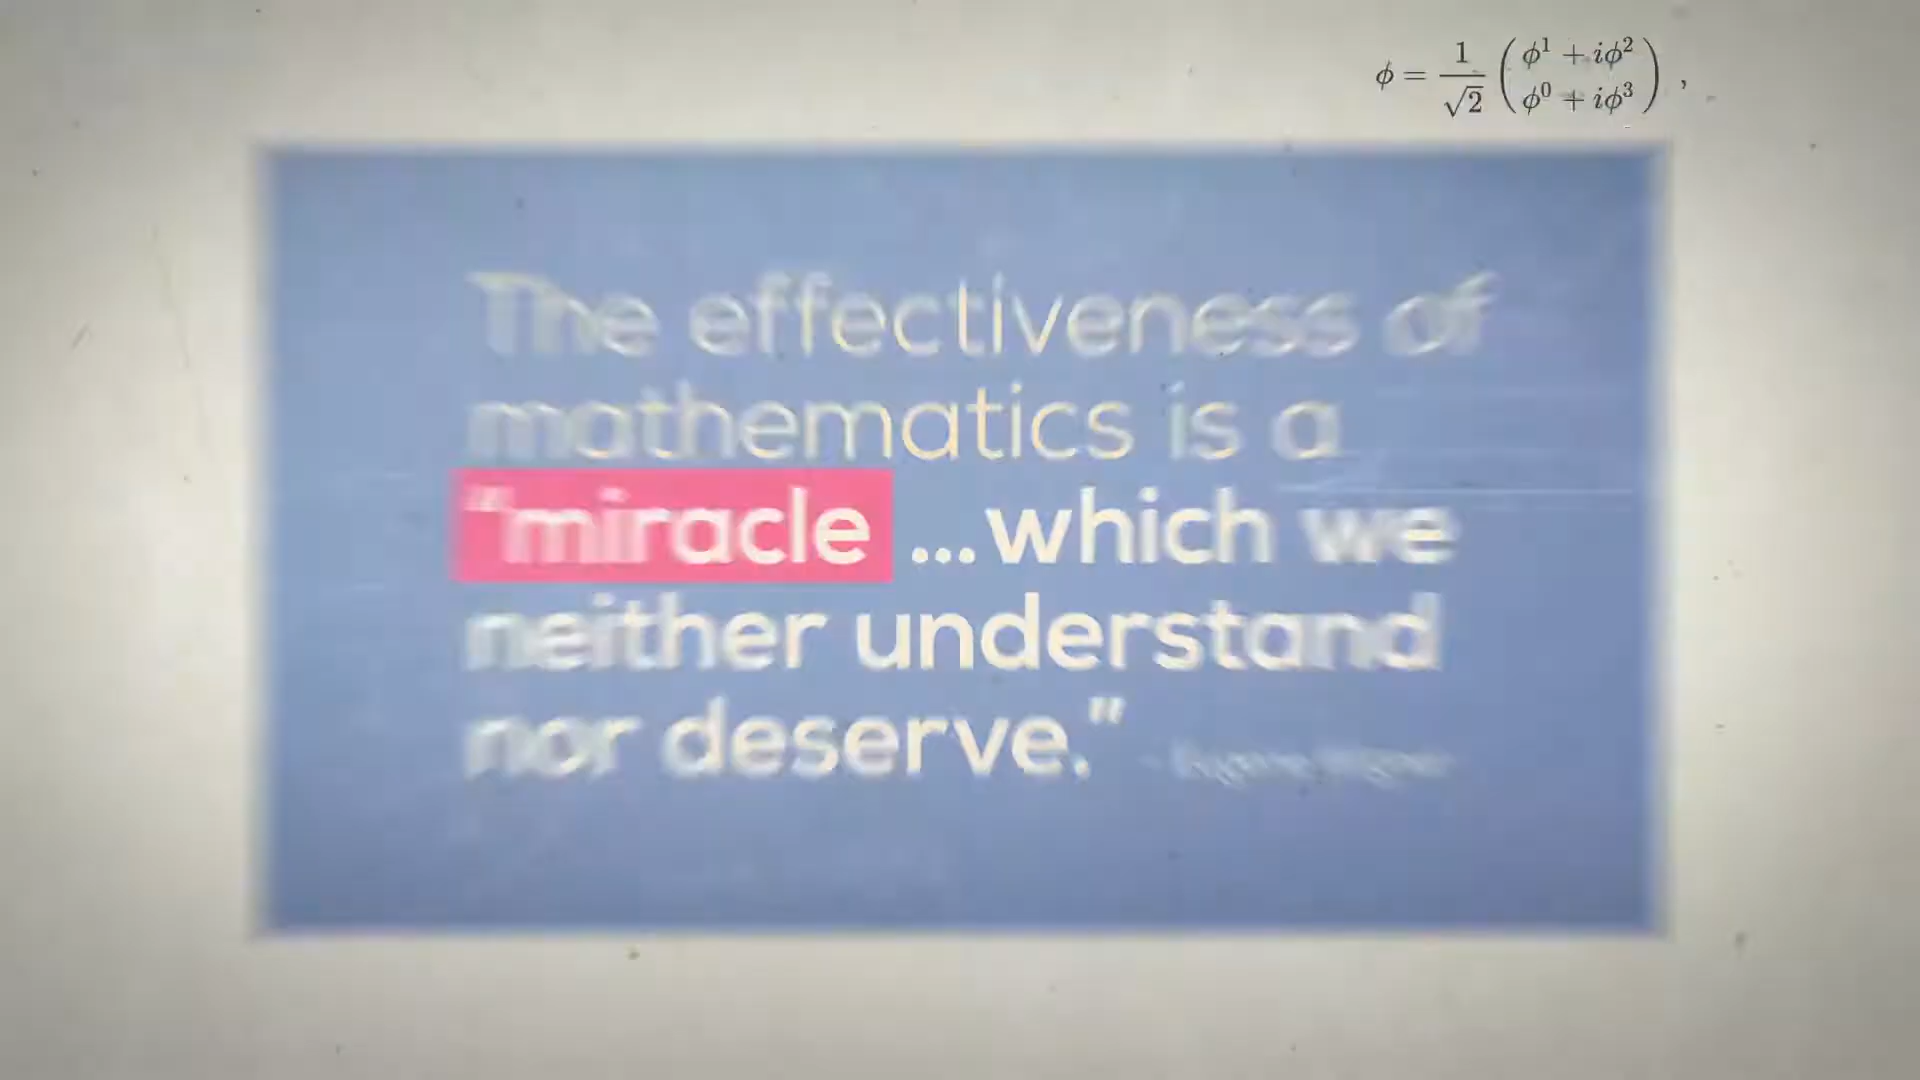 ϕ = 1/√2 ( ϕ¹ + iϕ² ; ϕ⁰ + iϕ³ ) ,
The effectiveness of
mathematics is a
"miracle ...which we
neither understand
nor deserve."